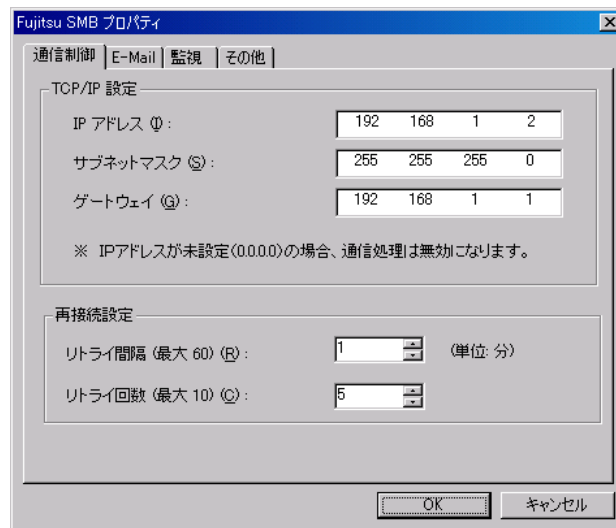 Fujitsu SMB プロパティ
通信制御 E-Mail 監視 その他
TCP/IP 設定
IP アドレス (I) : 192 168 1 2
サブネットマスク (S) : 255 255 255 0
ゲートウェイ (G) : 192 168 1 1
※ IPアドレスが未設定(0.0.0.0)の場合、通信処理は無効になります。
再接続設定
リトライ間隔 (最大 60) (R) : 1 (単位: 分)
リトライ回数 (最大 10) (C) : 5
OK キャンセル